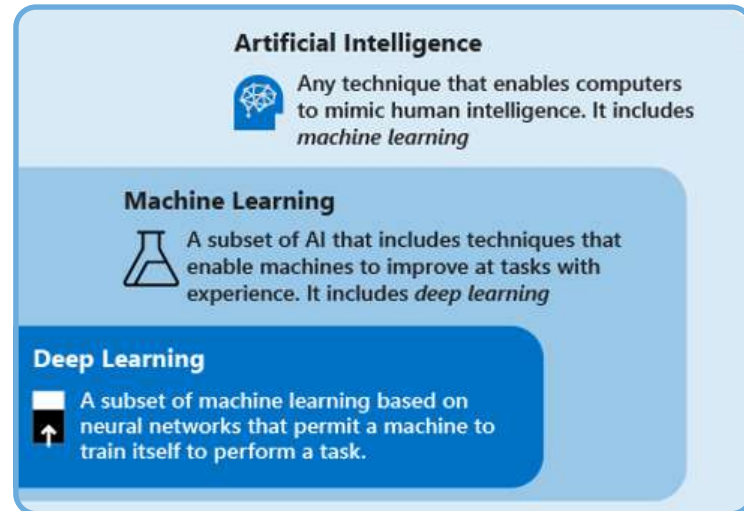 Artificial Intelligence
Any technique that enables computers
to mimic human intelligence. It includes
machine learning
Machine Learning
A subset of AI that includes techniques that
enable machines to improve at tasks with
experience. It includes deep learning
Deep Learning
A subset of machine learning based on
neural networks that permit a machine to
train itself to perform a task.